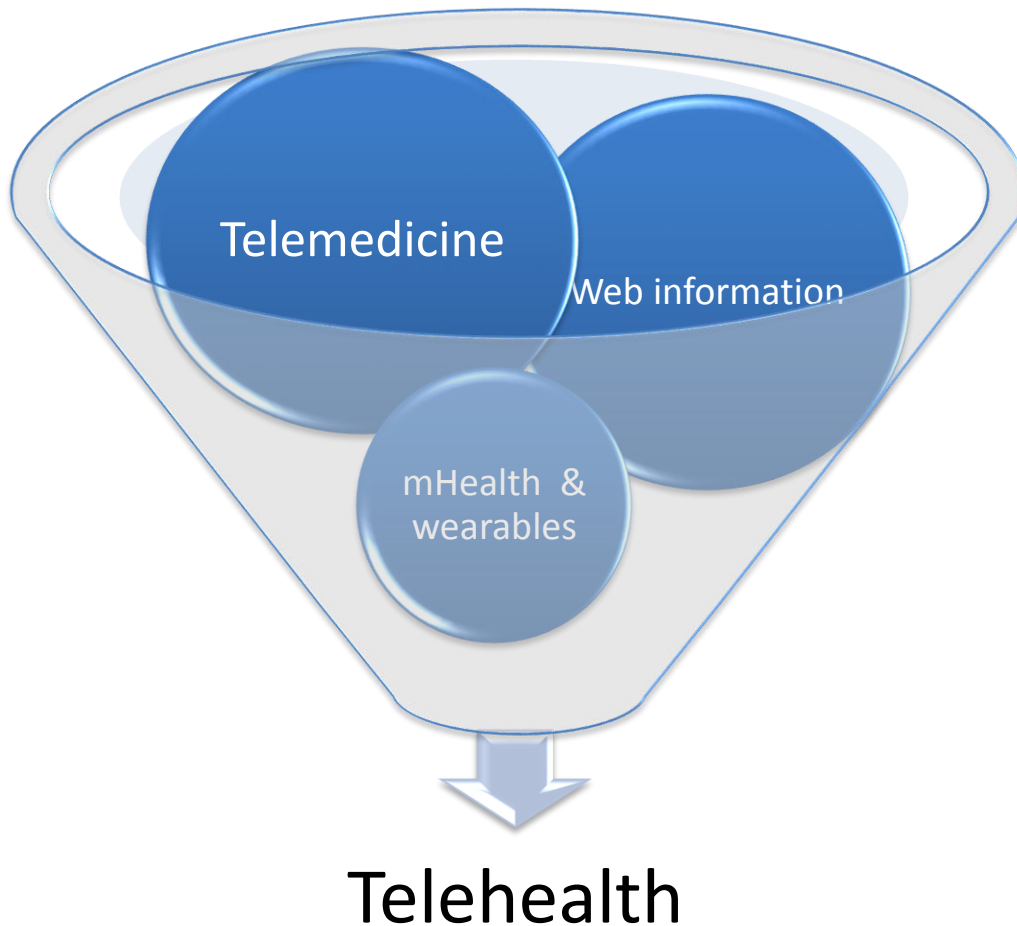 Telemedicine
Web information
mHealth &
wearables
Telehealth